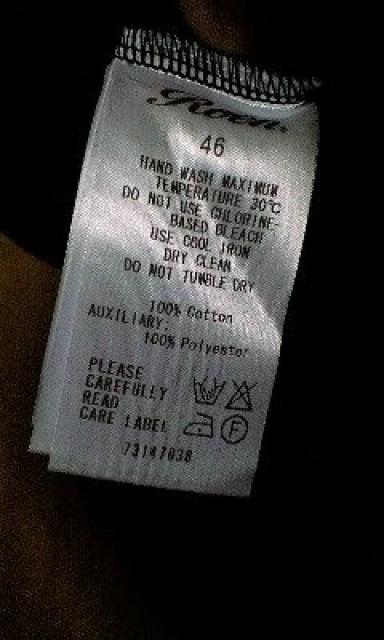 Roen.
46
HAND WASH MAXIMUM
TEMPERATURE 30°C
DO NOT USE CHLORINE-
BASED BLEACH
USE COOL IRON
DRY CLEAN
DO NOT TUMBLE DRY
100% Cotton
AUXILIARY:
100% Polyester
PLEASE
CAREFULLY
READ
CARE LABEL
F
73147038